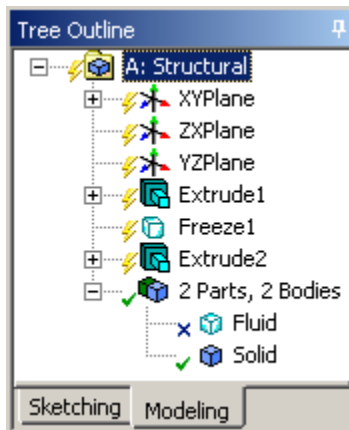 Tree Outline
A: Structural
XYPlane
ZXPlane
YZPlane
Extrude1
Freeze1
Extrude2
2 Parts, 2 Bodies
Fluid
Solid
Sketching Modeling